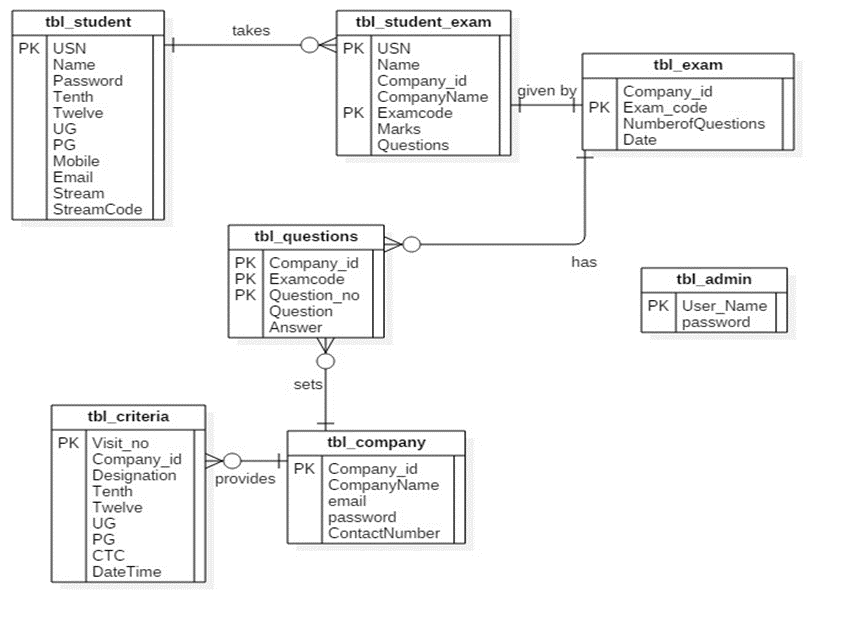 tbl_student
PK USN
Name
Password
Tenth
Twelve
UG
PG
Mobile
Email
Stream
StreamCode
takes
tbl_student_exam
PK USN
Name
Company_id
CompanyName
PK Examcode
Marks
Questions
given by
tbl_exam
Company_id
PK Exam_code
NumberofQuestions
Date
has
tbl_questions
PK Company_id
PK Examcode
PK Question_no
Question
Answer
tbl_admin
PK User_Name
password
sets
tbl_criteria
PK Visit_no
Company_id
Designation
Tenth
Twelve
UG
PG
CTC
DateTime
provides
tbl_company
PK Company_id
CompanyName
email
password
ContactNumber